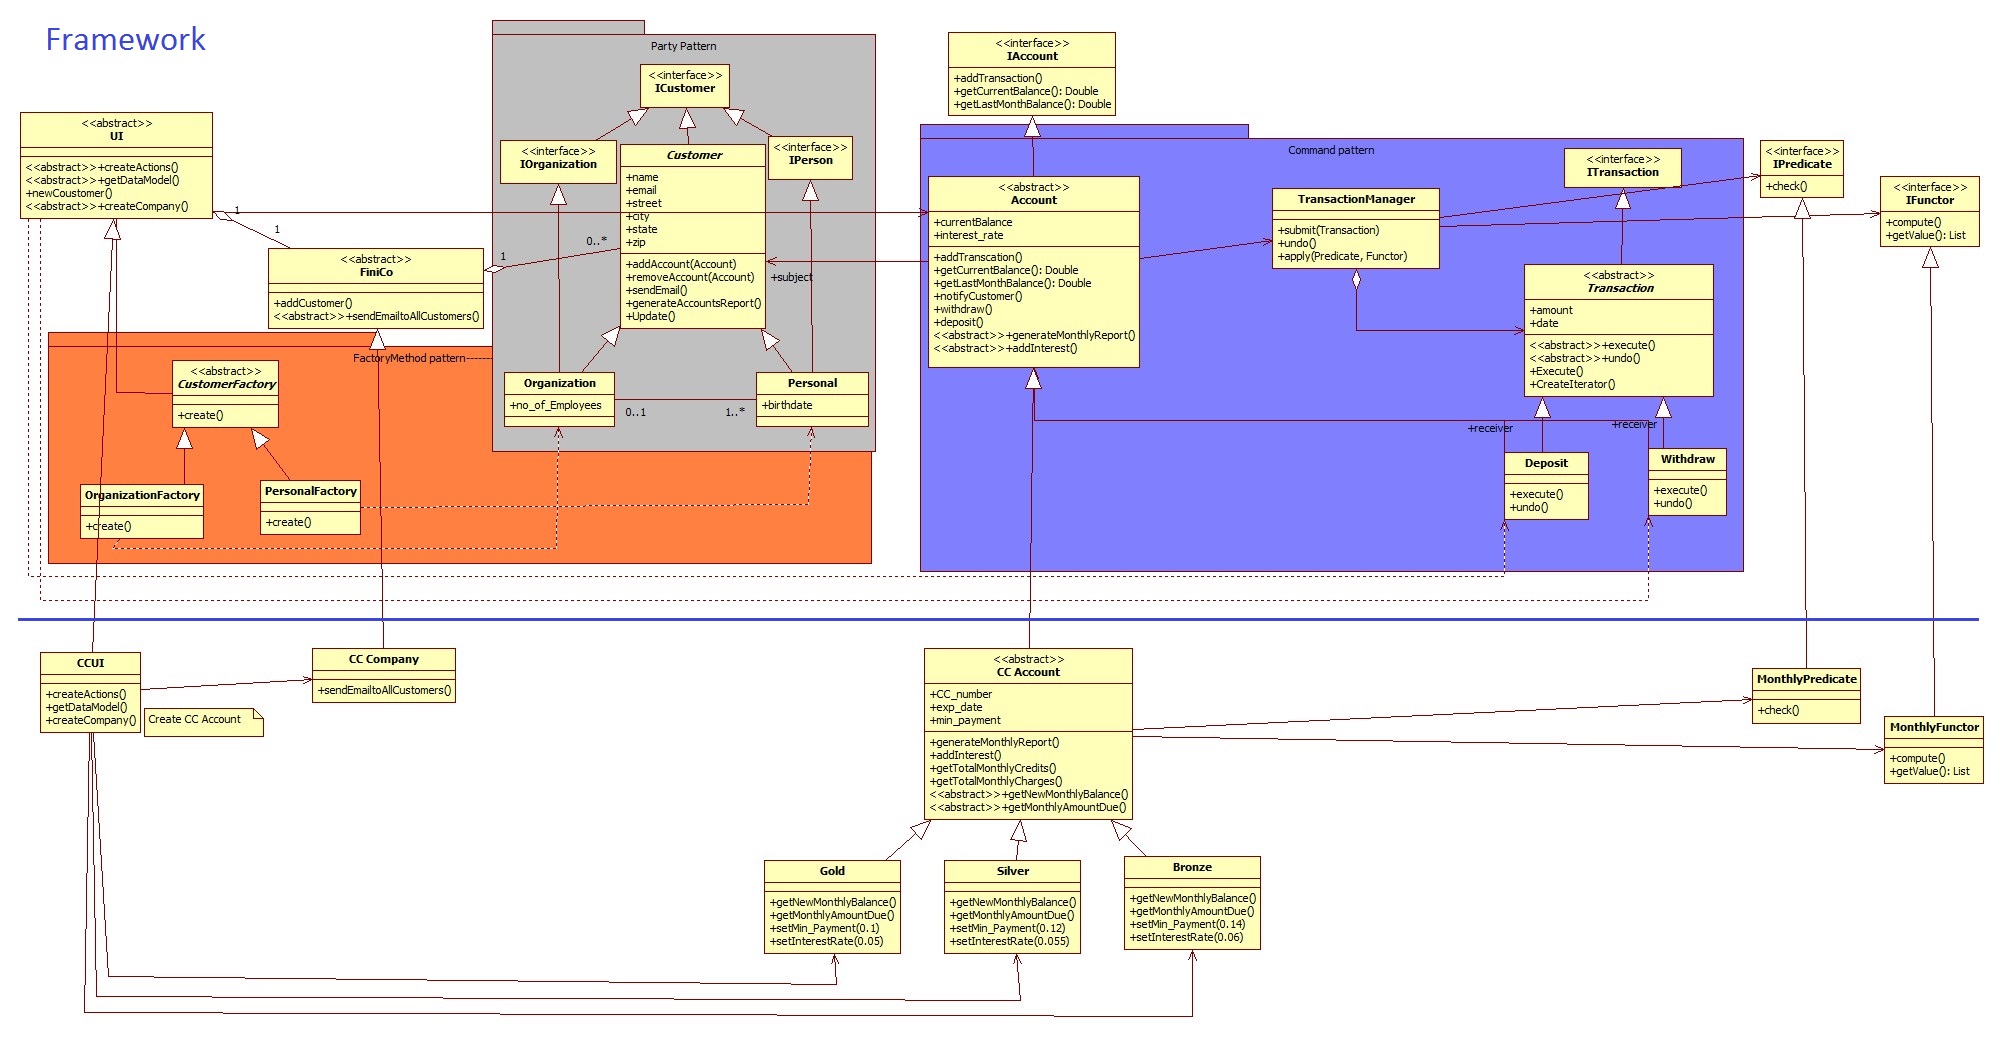 Framework
Party Pattern
<<interface>>
ICustomer
<<interface>>
IOrganization
<<interface>>
IPerson
Customer
+name
+email
+street
+city
+state
+zip
+addAccount(Account)
+removeAccount(Account)
+sendEmail()
+generateAccountsReport()
+Update()
Organization
+no_of_Employees
0..1
1..*
Personal
+birthdate
<<abstract>>
UI
<<abstract>>+createActions()
<<abstract>>+getDataModel()
+newCoustomer()
<<abstract>>+createCompany()
1
1
<<abstract>>
FiniCo
+addCustomer()
<<abstract>>+sendEmailtoAllCustomers()
1
0..*
FactoryMethod pattern-------
<<abstract>>
CustomerFactory
+create()
OrganizationFactory
+create()
PersonalFactory
+create()
<<interface>>
IAccount
+addTransaction()
+getCurrentBalance(): Double
+getLastMonthBalance(): Double
Command pattern
<<abstract>>
Account
+currentBalance
+interest_rate
+addTranscation()
+getCurrentBalance(): Double
+getLastMonthBalance(): Double
+notifyCustomer()
+withdraw()
+deposit()
<<abstract>>+generateMonthlyReport()
<<abstract>>+addInterest()
+subject
TransactionManager
+submit(Transaction)
+undo()
+apply(Predicate, Functor)
<<interface>>
ITransaction
<<abstract>>
Transaction
+amount
+date
<<abstract>>+execute()
<<abstract>>+undo()
+Execute()
+CreateIterator()
+receiver
+receiver
Deposit
+execute()
+undo()
Withdraw
+execute()
+undo()
<<interface>>
IPredicate
+check()
<<interface>>
IFunctor
+compute()
+getValue(): List
CCUI
+createActions()
+getDataModel()
+createCompany()
Create CC Account
CC Company
+sendEmailtoAllCustomers()
<<abstract>>
CC Account
+CC_number
+exp_date
+min_payment
+generateMonthlyReport()
+addInterest()
+getTotalMonthlyCredits()
+getTotalMonthlyCharges()
<<abstract>>+getNewMonthlyBalance()
<<abstract>>+getMonthlyAmountDue()
MonthlyPredicate
+check()
MonthlyFunctor
+compute()
+getValue(): List
Gold
+getNewMonthlyBalance()
+getMonthlyAmountDue()
+setMin_Payment(0.1)
+setInterestRate(0.05)
Silver
+getNewMonthlyBalance()
+getMonthlyAmountDue()
+setMin_Payment(0.12)
+setInterestRate(0.055)
Bronze
+getNewMonthlyBalance()
+getMonthlyAmountDue()
+setMin_Payment(0.14)
+setInterestRate(0.06)